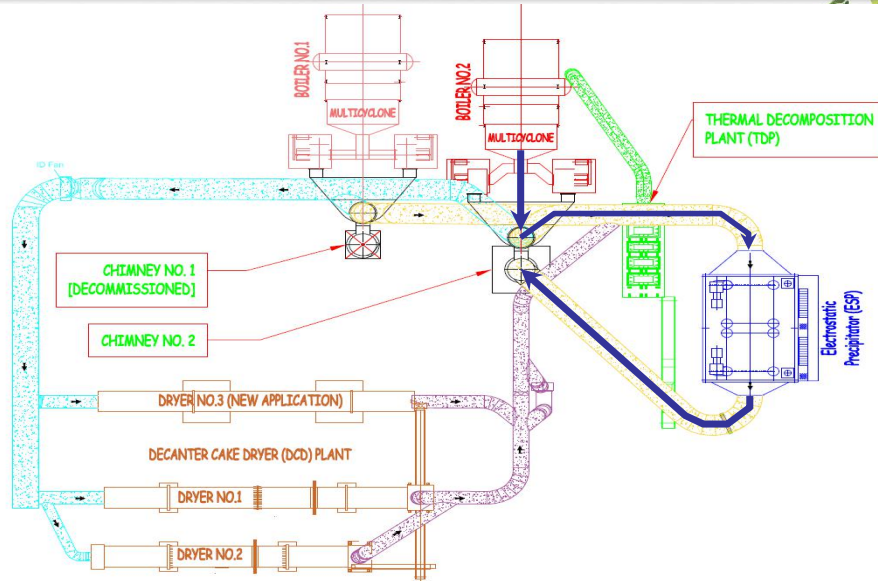 BOILER NO.1
MULTICYCLONE
BOILER NO.2
MULTICYCLONE
THERMAL DECOMPOSITION
PLANT (TDP)
ID Fan
CHIMNEY NO. 1
[DECOMMISSIONED]
CHIMNEY NO. 2
Electrostatic
Precipitator (ESP)
DRYER NO.3 (NEW APPLICATION)
DECANTER CAKE DRYER (DCD) PLANT
DRYER NO.1
DRYER NO.2